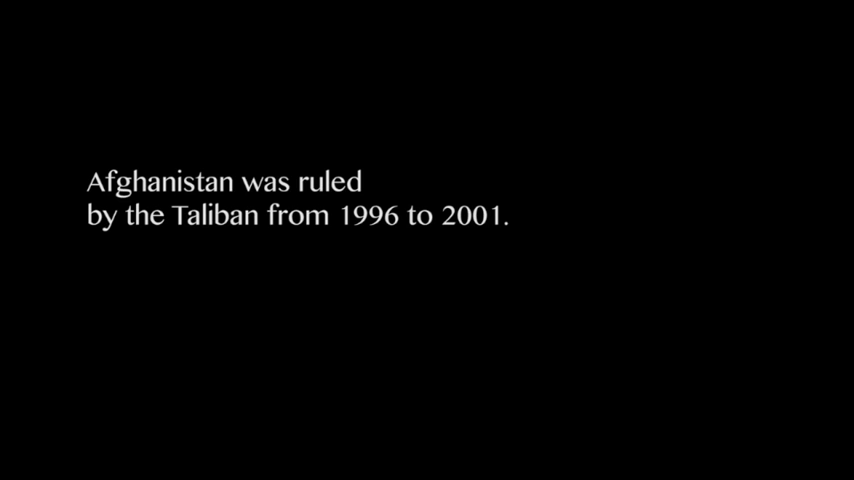 Afghanistan was ruled
by the Taliban from 1996 to 2001.